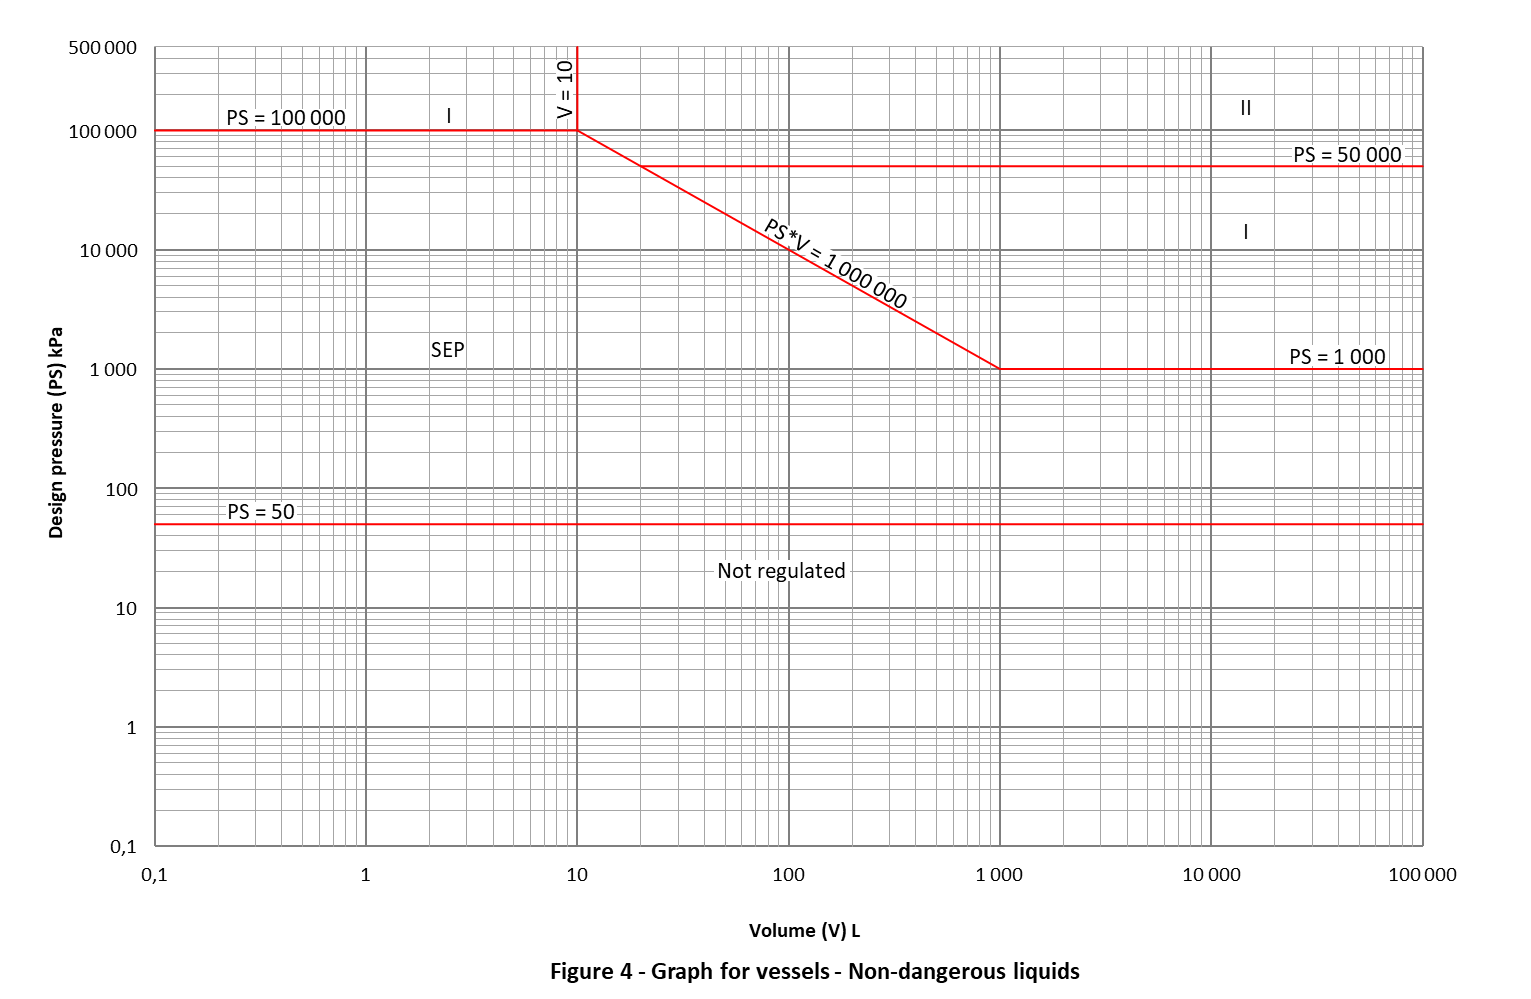 500 000
100 000
10 000
1 000
100
10
1
0,1
Design pressure (PS) kPa
PS = 100 000
I
V = 10
II
PS = 50 000
PS*V = 1 000 000
I
SEP
PS = 1 000
PS = 50
Not regulated
0,1
1
10
100
1 000
10 000
100 000
Volume (V) L
Figure 4 - Graph for vessels - Non-dangerous liquids